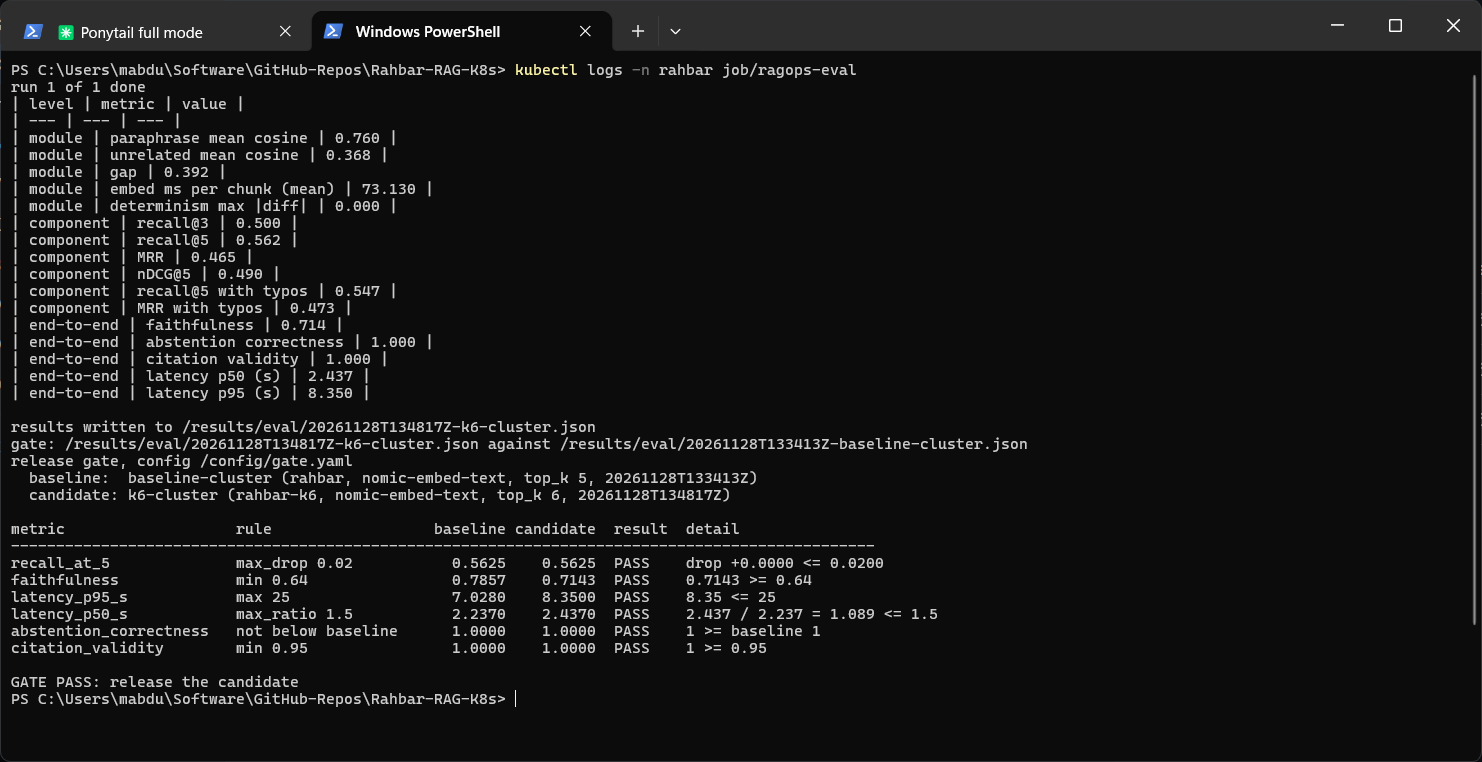 Ponytail full mode
Windows PowerShell
PS C:\Users\mabdu\Software\GitHub-Repos\Rahbar-RAG-K8s> kubectl logs -n rahbar job/ragops-eval
run 1 of 1 done
| level | metric | value |
| --- | --- | --- |
| module | paraphrase mean cosine | 0.760 |
| module | unrelated mean cosine | 0.368 |
| module | gap | 0.392 |
| module | embed ms per chunk (mean) | 73.130 |
| module | determinism max |diff| | 0.000 |
| component | recall@3 | 0.500 |
| component | recall@5 | 0.562 |
| component | MRR | 0.465 |
| component | nDCG@5 | 0.490 |
| component | recall@5 with typos | 0.547 |
| component | MRR with typos | 0.473 |
| end-to-end | faithfulness | 0.714 |
| end-to-end | abstention correctness | 1.000 |
| end-to-end | citation validity | 1.000 |
| end-to-end | latency p50 (s) | 2.437 |
| end-to-end | latency p95 (s) | 8.350 |
results written to /results/eval/20261128T134817Z-k6-cluster.json
gate: /results/eval/20261128T134817Z-k6-cluster.json against /results/eval/20261128T133413Z-baseline-cluster.json
release gate, config /config/gate.yaml
  baseline:  baseline-cluster (rahbar, nomic-embed-text, top_k 5, 20261128T133413Z)
  candidate: k6-cluster (rahbar-k6, nomic-embed-text, top_k 6, 20261128T134817Z)
metric                   rule                  baseline candidate  result  detail
------------------------------------------------------------------------------------------------
recall_at_5              max_drop 0.02           0.5625    0.5625  PASS    drop +0.0000 <= 0.0200
faithfulness             min 0.64                0.7857    0.7143  PASS    0.7143 >= 0.64
latency_p95_s            max 25                  7.0280    8.3500  PASS    8.35 <= 25
latency_p50_s            max_ratio 1.5           2.2370    2.4370  PASS    2.437 / 2.237 = 1.089 <= 1.5
abstention_correctness   not below baseline      1.0000    1.0000  PASS    1 >= baseline 1
citation_validity        min 0.95                1.0000    1.0000  PASS    1 >= 0.95
GATE PASS: release the candidate
PS C:\Users\mabdu\Software\GitHub-Repos\Rahbar-RAG-K8s>